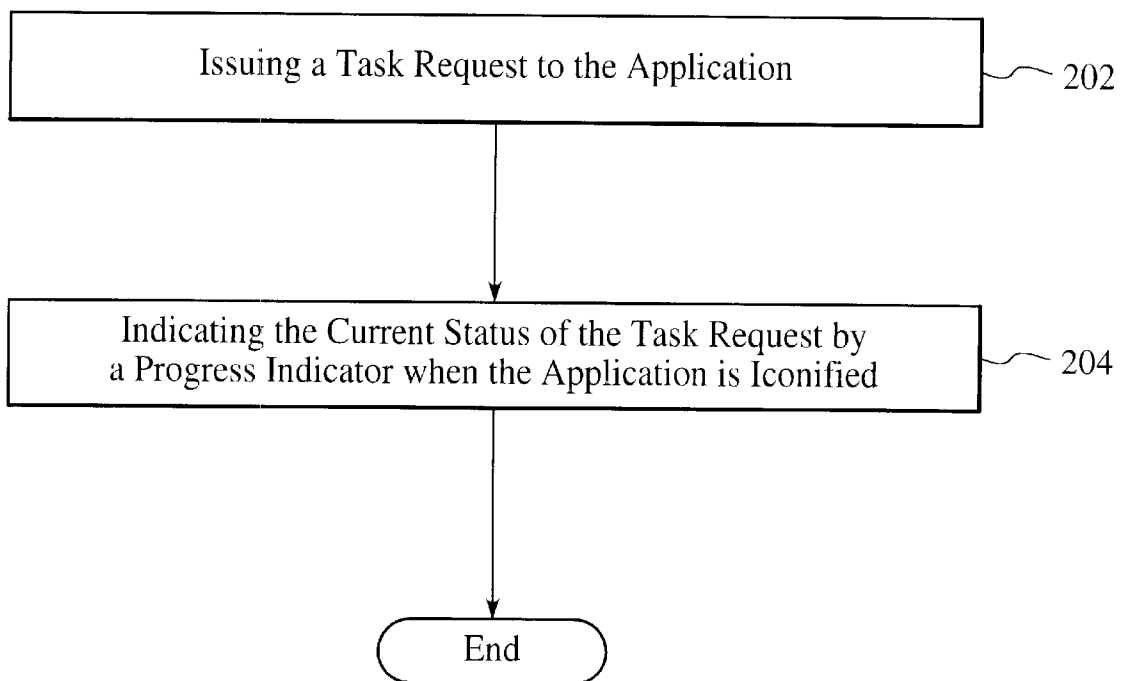 Issuing a Task Request to the Application
202
Indicating the Current Status of the Task Request by
a Progress Indicator when the Application is Iconified
204
End